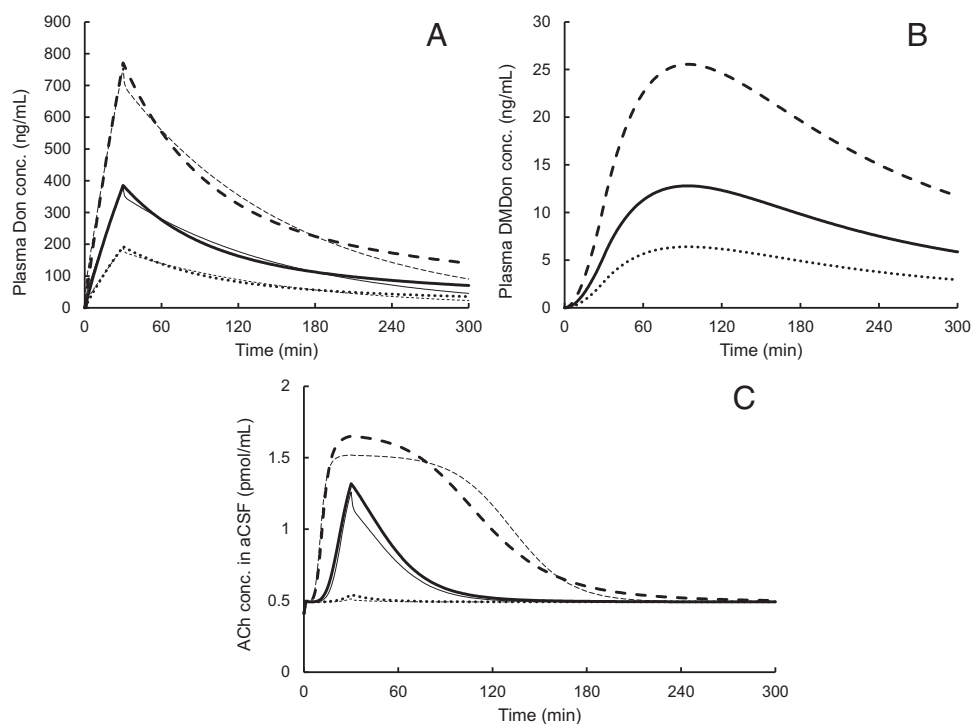 A
900
800
700
600
500
400
300
200
100
0
Plasma Don conc. (ng/mL)
0 60 120 180 240 300
Time (min)
B
30
25
20
15
10
5
0
Plasma DMDon conc. (ng/mL)
0 60 120 180 240 300
Time (min)
C
2
1.5
1
0.5
0
ACh conc. in aCSF (pmol/mL)
0 60 120 180 240 300
Time (min)